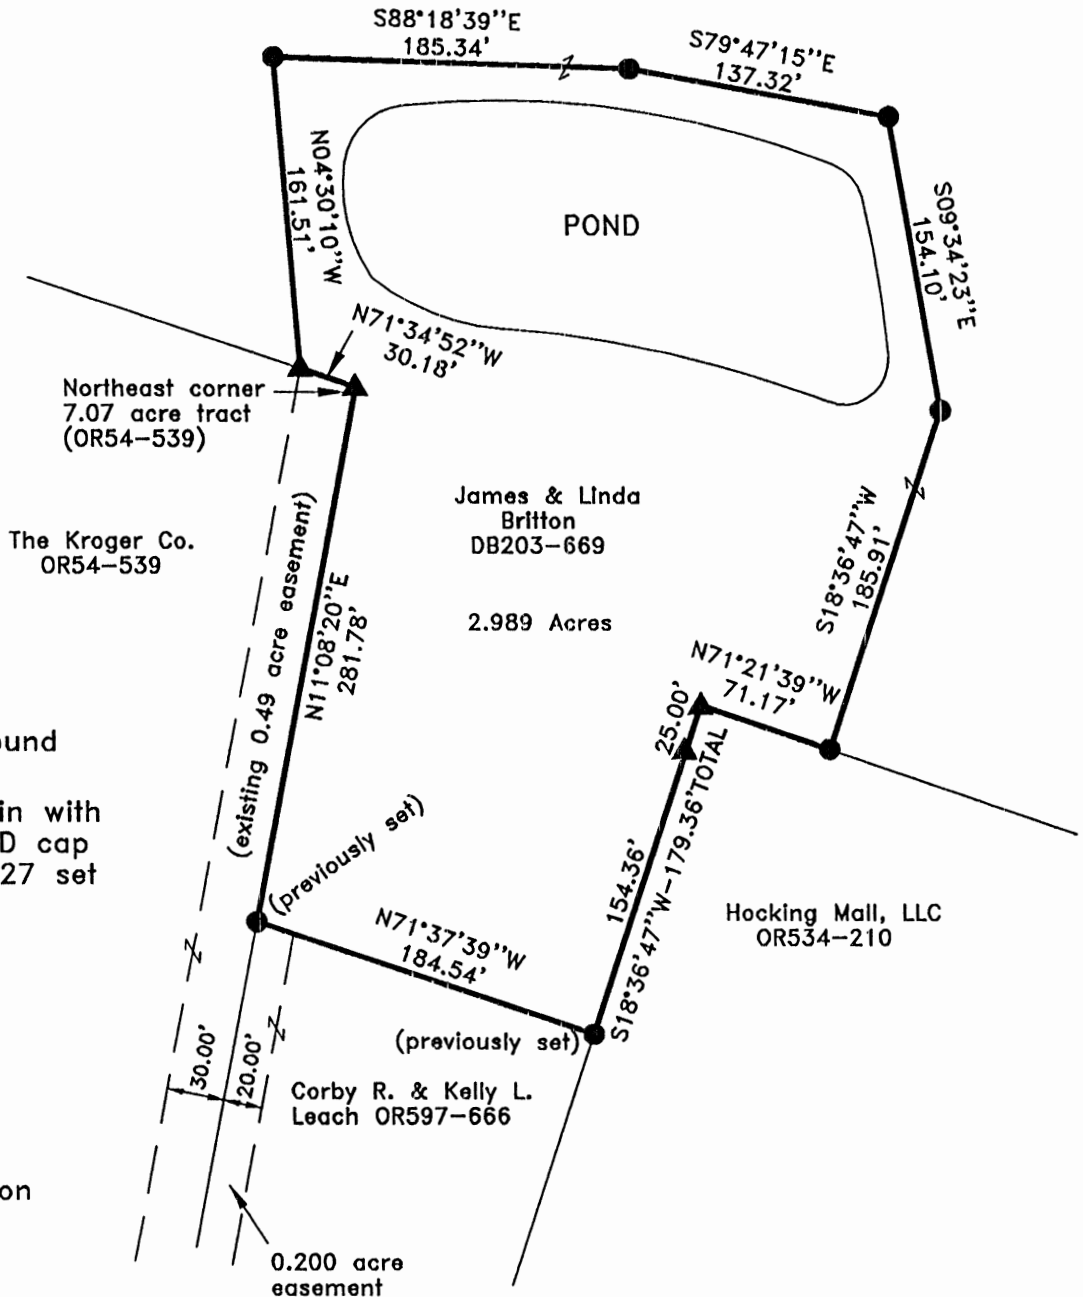 S88°18'39"E
185.34'
S79°47'15"E
137.32'
N04°30'10"W
161.51'
POND
S09°34'23"E
154.10'
N71°34'52"W
30.18'
Northeast corner
7.07 acre tract
(OR54-539)
James & Linda
Britton
DB203-669
2.989 Acres
The Kroger Co.
OR54-539
(existing 0.49 acre easement)
N11°08'20"E
281.78'
S18°36'47"W
185.91'
N71°21'39"W
71.17'
25.00'
154.36'
S18°36'47"W-179.36'TOTAL
ound
in with
D cap
27 set
(previously set)
N71°37'39"W
184.54'
(previously set)
Hocking Mall, LLC
OR534-210
30.00'
20.00'
Corby R. & Kelly L.
Leach OR597-666
on
0.200 acre
easement